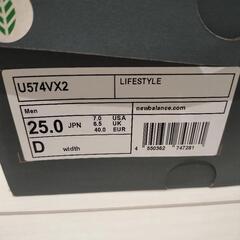 U574VX2 LIFESTYLE
Men newbalance.com
25.0 JPN 7.0 USA
6.5 UK
40.0 EUR
D width
4 550362 747281